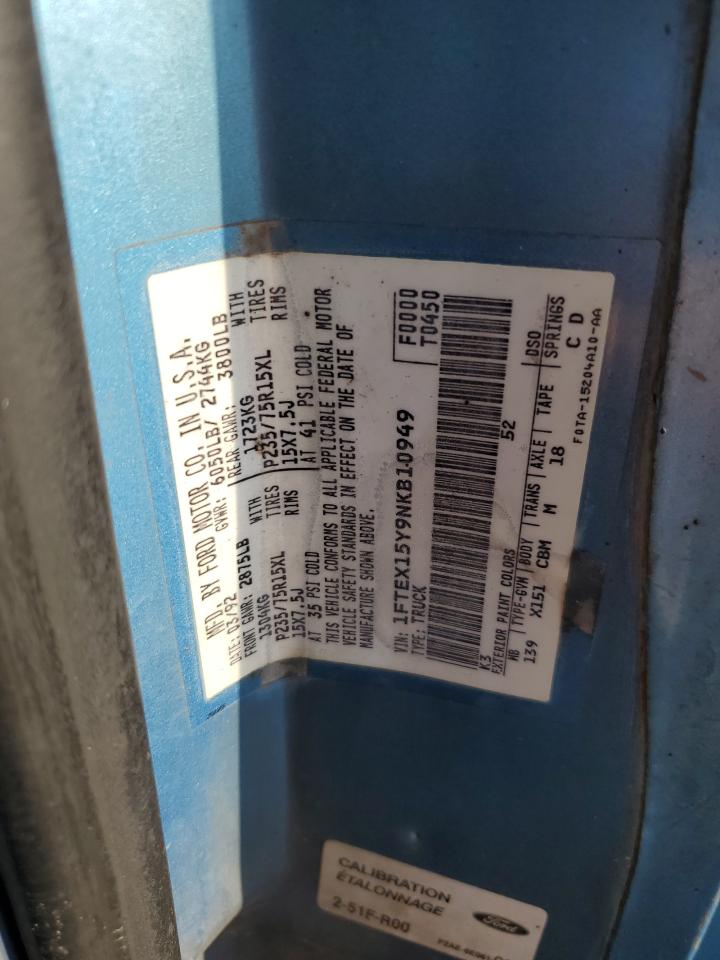 MFD. BY FORD MOTOR CO. IN U.S.A.
DATE: 03/92 GVWR: 6050LB/ 2744KG
FRONT GAWR: 2875LB REAR GAWR: 3800LB
1304KG WITH 1723KG WITH
P235/75R15XL TIRES P235/75R15XL TIRES
15X7.5J RIMS 15X7.5J RIMS
AT 35 PSI COLD AT 41 PSI COLD
THIS VEHICLE CONFORMS TO ALL APPLICABLE FEDERAL MOTOR
VEHICLE SAFETY STANDARDS IN EFFECT ON THE DATE OF
MANUFACTURE SHOWN ABOVE.
VIN: 1FTEX15Y9NKB10949 F0000
TYPE: TRUCK T0450
K3 52
EXTERIOR PAINT COLORS DSO
WB TYPE-GVM BODY TRANS AXLE TAPE SPRINGS
139 X151 CBM M 18 C D
F0TA-15204A10-AA
CALIBRATION
ÉTALONNAGE
2-51F-R00
Ford